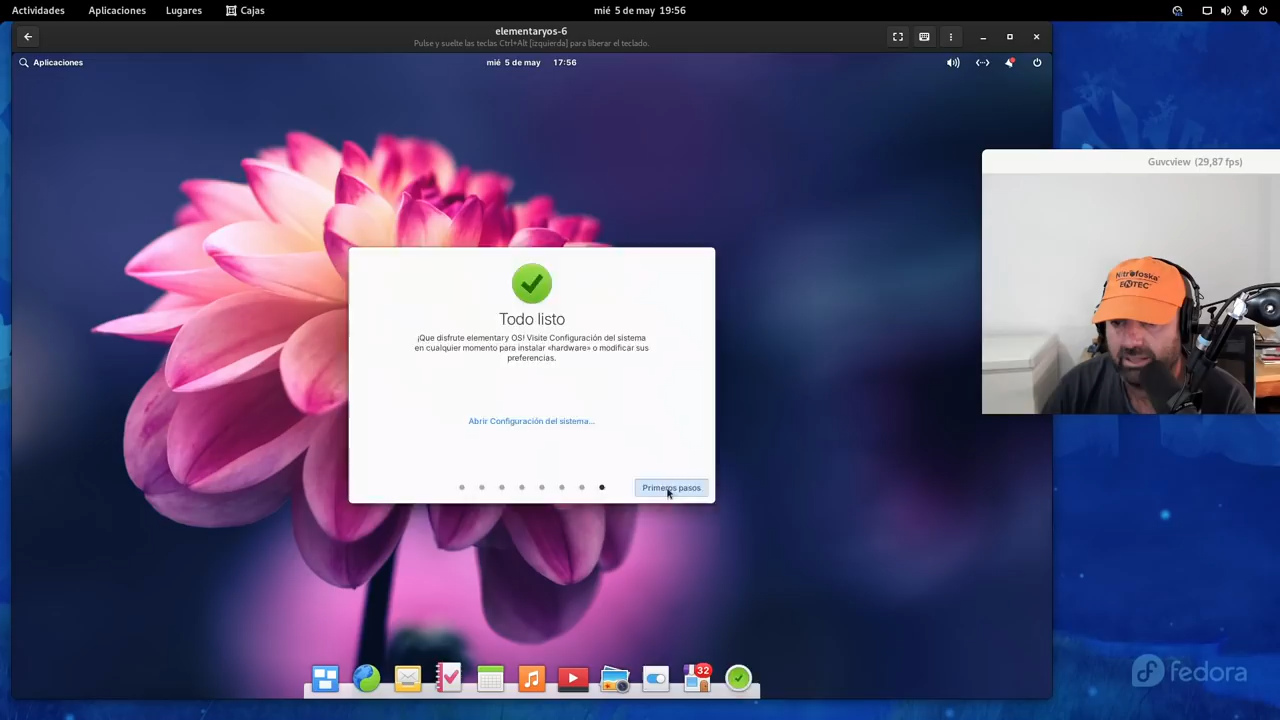 Actividades Aplicaciones Lugares Cajas mié 5 de may 19:56
elementaryos-6
Pulse y suelte las teclas Ctrl+Alt [izquierda] para liberar el teclado.
Aplicaciones mié 5 de may 17:56
Guvcview (29,87 fps)
Nitrofoska
ENTEC
Todo listo
¡Que disfrute elementary OS! Visite Configuración del sistema
en cualquier momento para instalar «hardware» o modificar sus
preferencias.
Abrir Configuración del sistema...
Primeros pasos
32
fedora